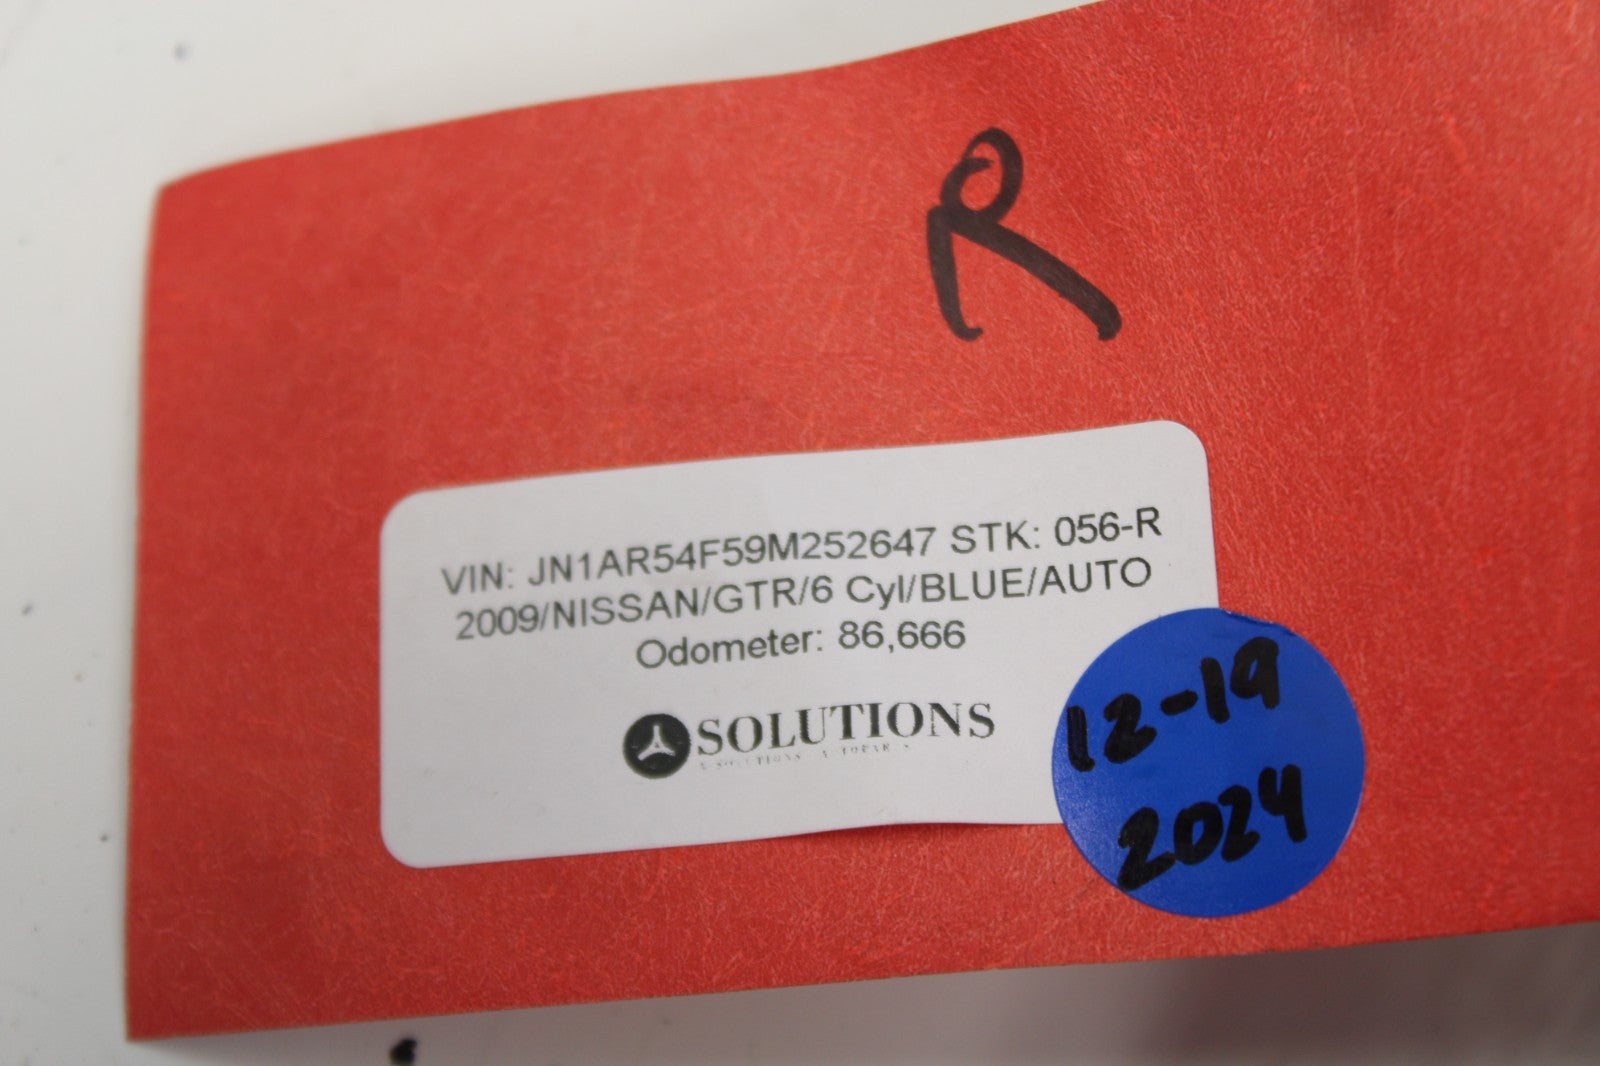 R
VIN: JN1AR54F59M252647 STK: 056-R
2009/NISSAN/GTR/6 Cyl/BLUE/AUTO
Odometer: 86,666
SOLUTIONS
12-19
2024